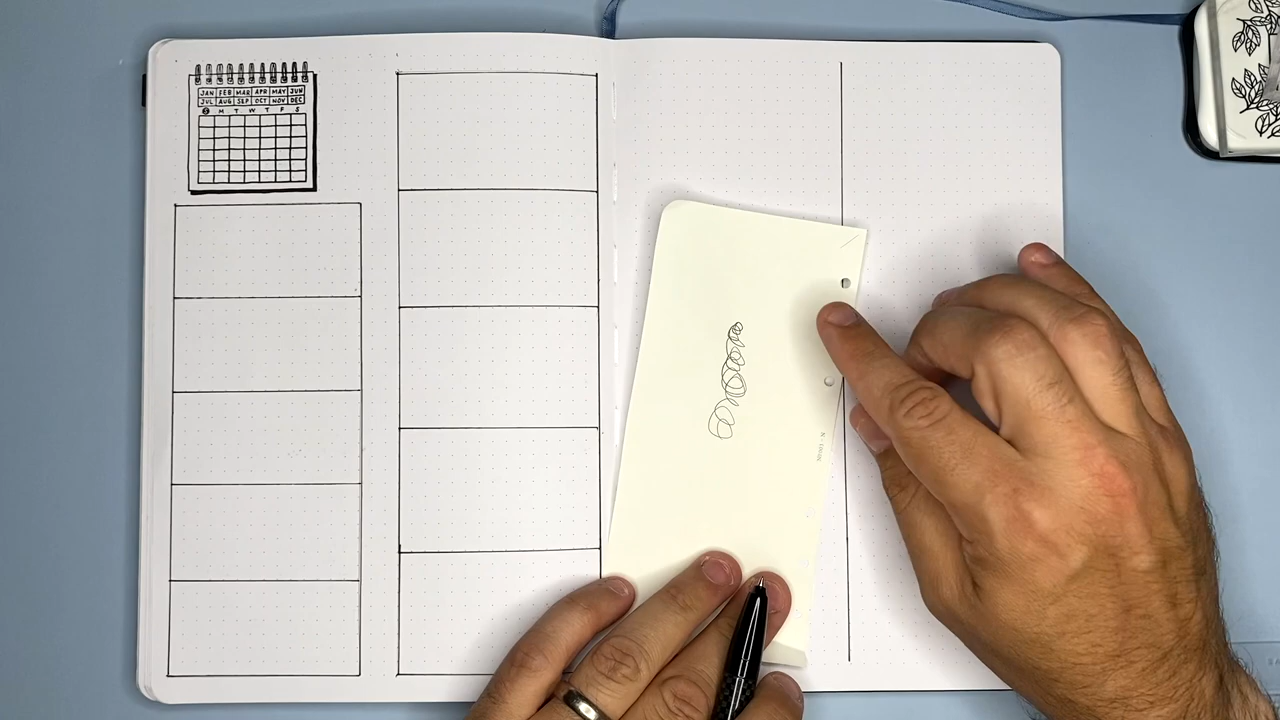 JAN FEB MAR APR MAY JUN
JUL AUG SEP OCT NOV DEC
S M T W T F S